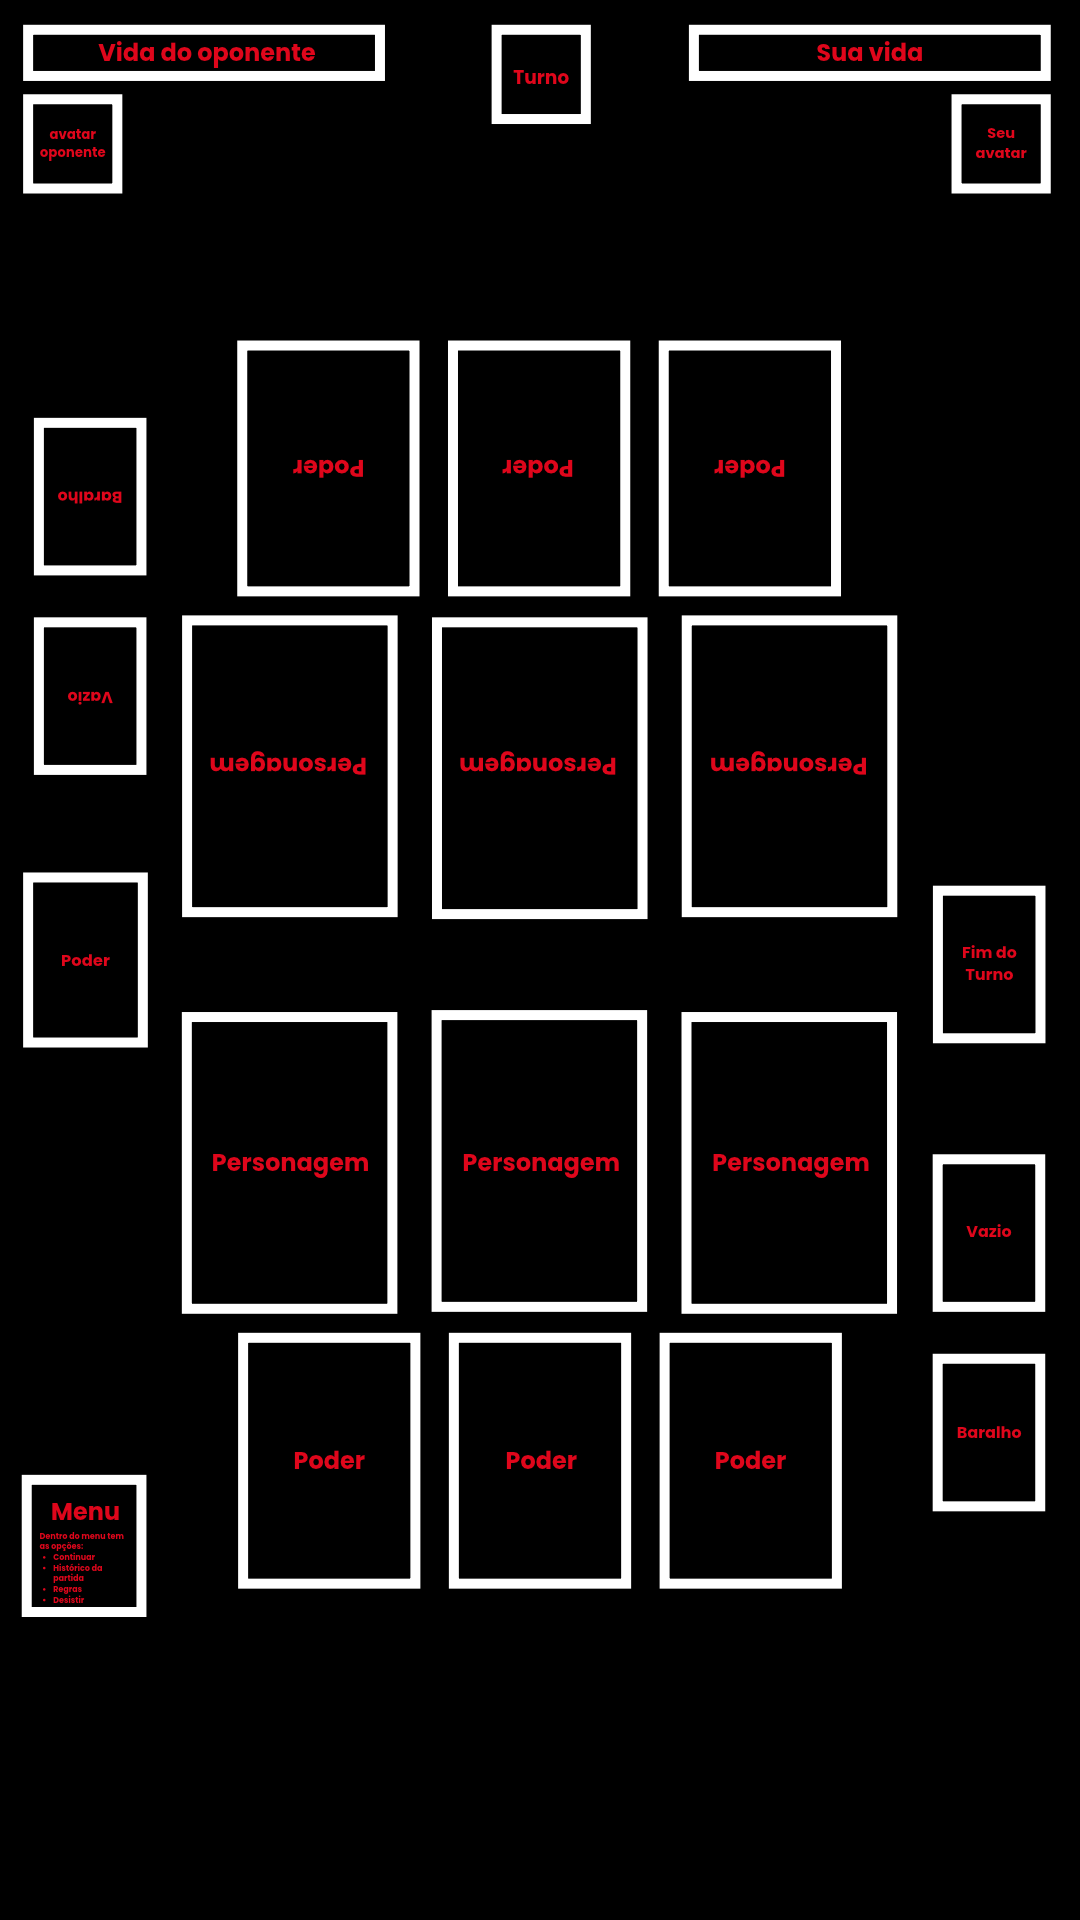 Vida do oponente
Turno
Sua vida
avatar
oponente
Seu
avatar
Poder
Poder
Poder
Baralho
Vazio
Personagem
Personagem
Personagem
Poder
Fim do
Turno
Personagem
Personagem
Personagem
Vazio
Poder
Poder
Poder
Baralho
Menu
Dentro do menu tem
as opções:
• Continuar
• Histórico da
partida
• Regras
• Desistir